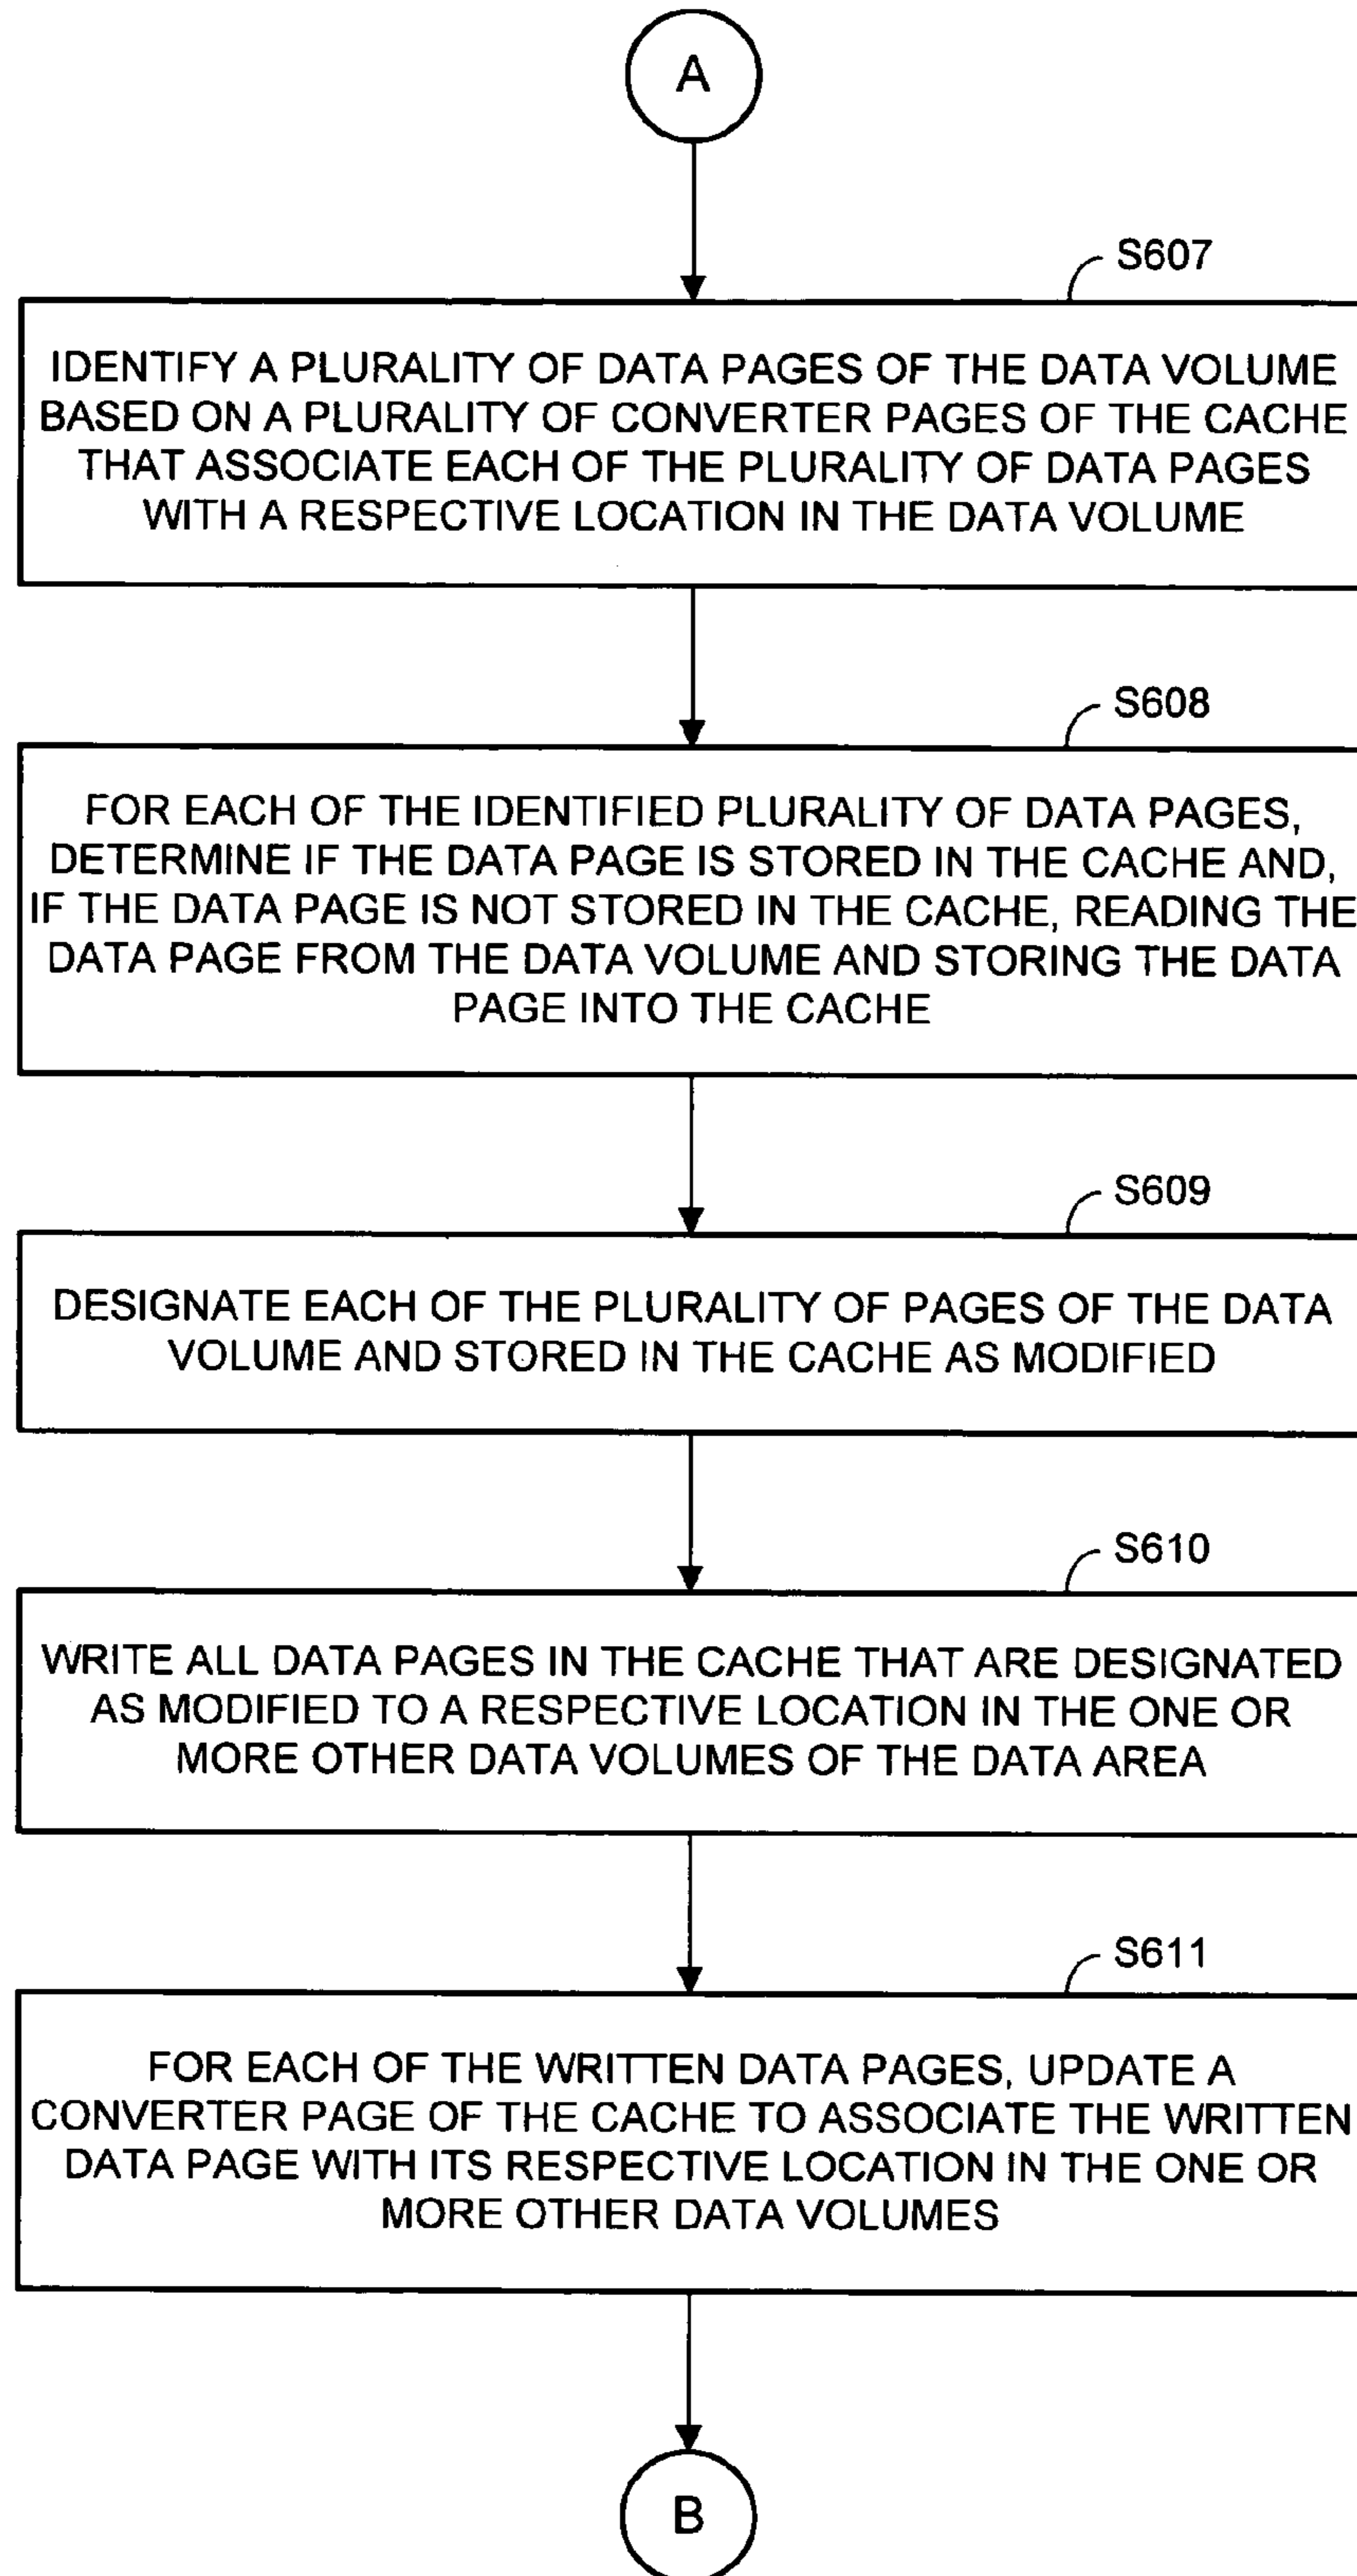 A
S607
IDENTIFY A PLURALITY OF DATA PAGES OF THE DATA VOLUME
BASED ON A PLURALITY OF CONVERTER PAGES OF THE CACHE
THAT ASSOCIATE EACH OF THE PLURALITY OF DATA PAGES
WITH A RESPECTIVE LOCATION IN THE DATA VOLUME
S608
FOR EACH OF THE IDENTIFIED PLURALITY OF DATA PAGES,
DETERMINE IF THE DATA PAGE IS STORED IN THE CACHE AND,
IF THE DATA PAGE IS NOT STORED IN THE CACHE, READING THE
DATA PAGE FROM THE DATA VOLUME AND STORING THE DATA
PAGE INTO THE CACHE
S609
DESIGNATE EACH OF THE PLURALITY OF PAGES OF THE DATA
VOLUME AND STORED IN THE CACHE AS MODIFIED
S610
WRITE ALL DATA PAGES IN THE CACHE THAT ARE DESIGNATED
AS MODIFIED TO A RESPECTIVE LOCATION IN THE ONE OR
MORE OTHER DATA VOLUMES OF THE DATA AREA
S611
FOR EACH OF THE WRITTEN DATA PAGES, UPDATE A
CONVERTER PAGE OF THE CACHE TO ASSOCIATE THE WRITTEN
DATA PAGE WITH ITS RESPECTIVE LOCATION IN THE ONE OR
MORE OTHER DATA VOLUMES
B